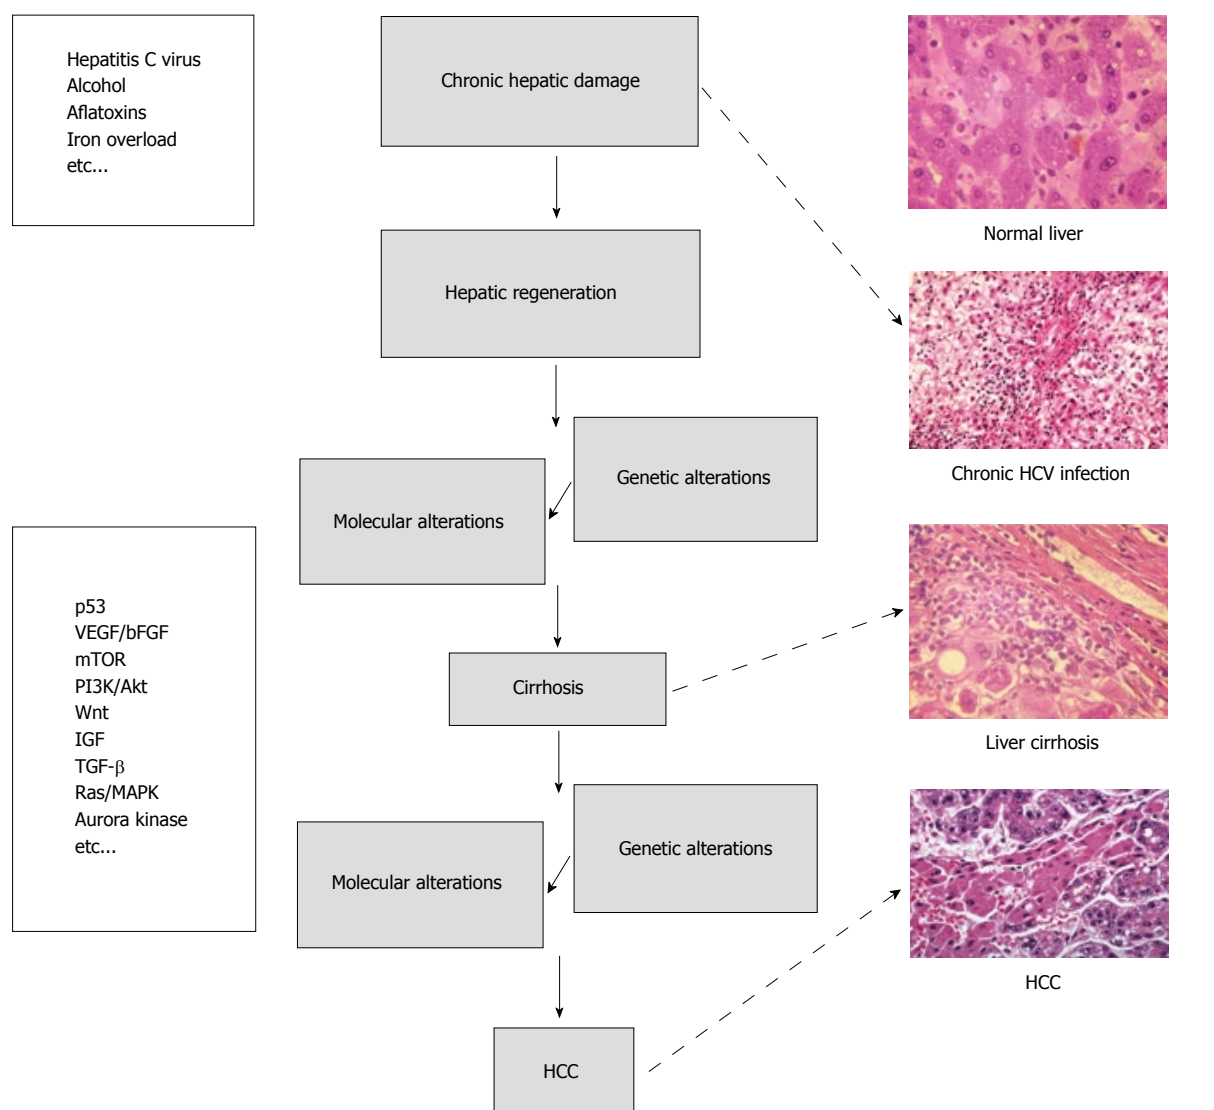 Hepatitis C virus
Alcohol
Aflatoxins
Iron overload
etc...
Chronic hepatic damage
Normal liver
Hepatic regeneration
Chronic HCV infection
Genetic alterations
Molecular alterations
p53
VEGF/bFGF
mTOR
PI3K/Akt
Wnt
IGF
TGF-β
Ras/MAPK
Aurora kinase
etc...
Cirrhosis
Liver cirrhosis
Genetic alterations
Molecular alterations
HCC
HCC